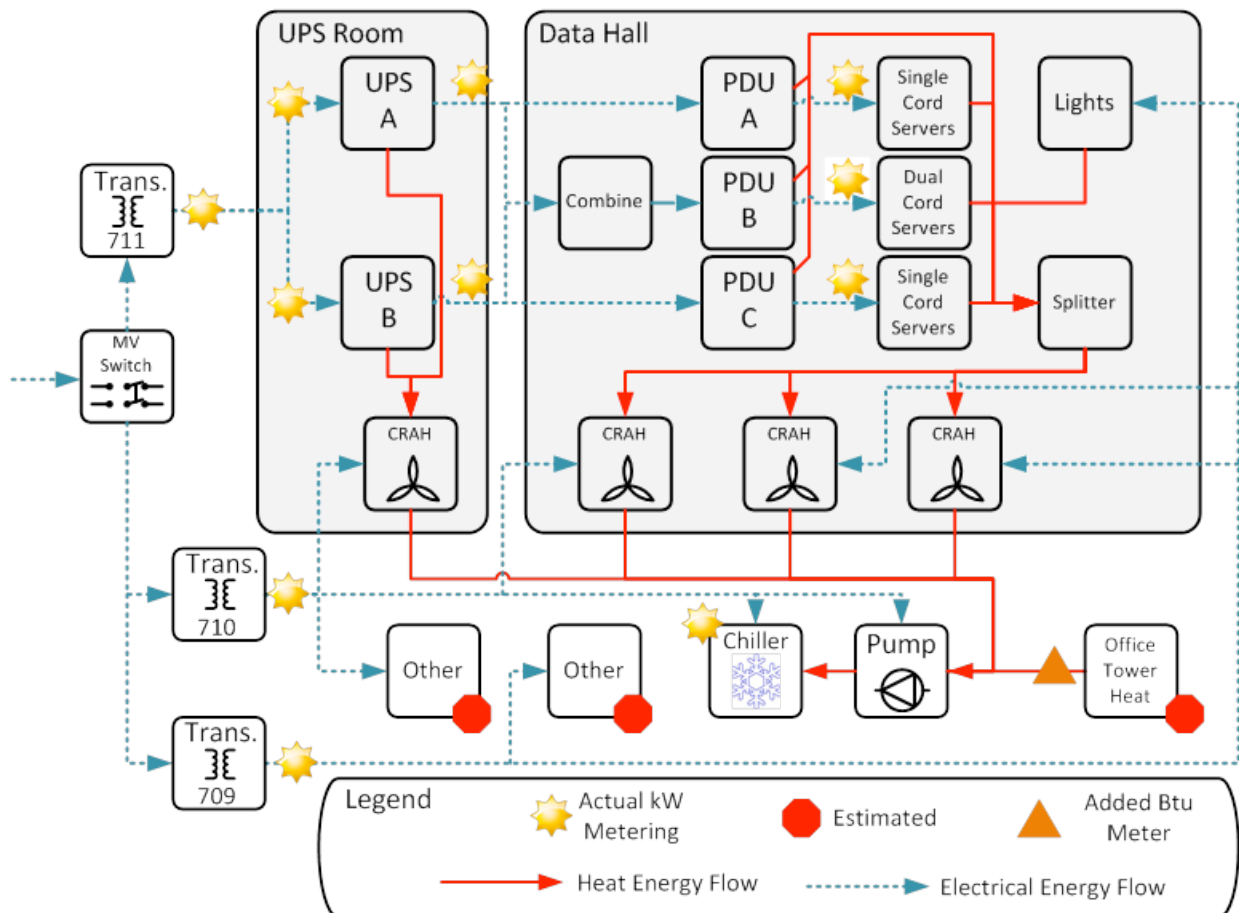 UPS Room
Data Hall
UPS
A
PDU
A
Single
Cord
Servers
Lights
Trans.
711
Combine
PDU
B
Dual
Cord
Servers
UPS
B
PDU
C
Single
Cord
Servers
Splitter
MV
Switch
CRAH
CRAH
CRAH
CRAH
Trans.
710
Other
Other
Chiller
Pump
Office
Tower
Heat
Trans.
709
Legend
Actual kW
Metering
Estimated
Added Btu
Meter
Heat Energy Flow
Electrical Energy Flow